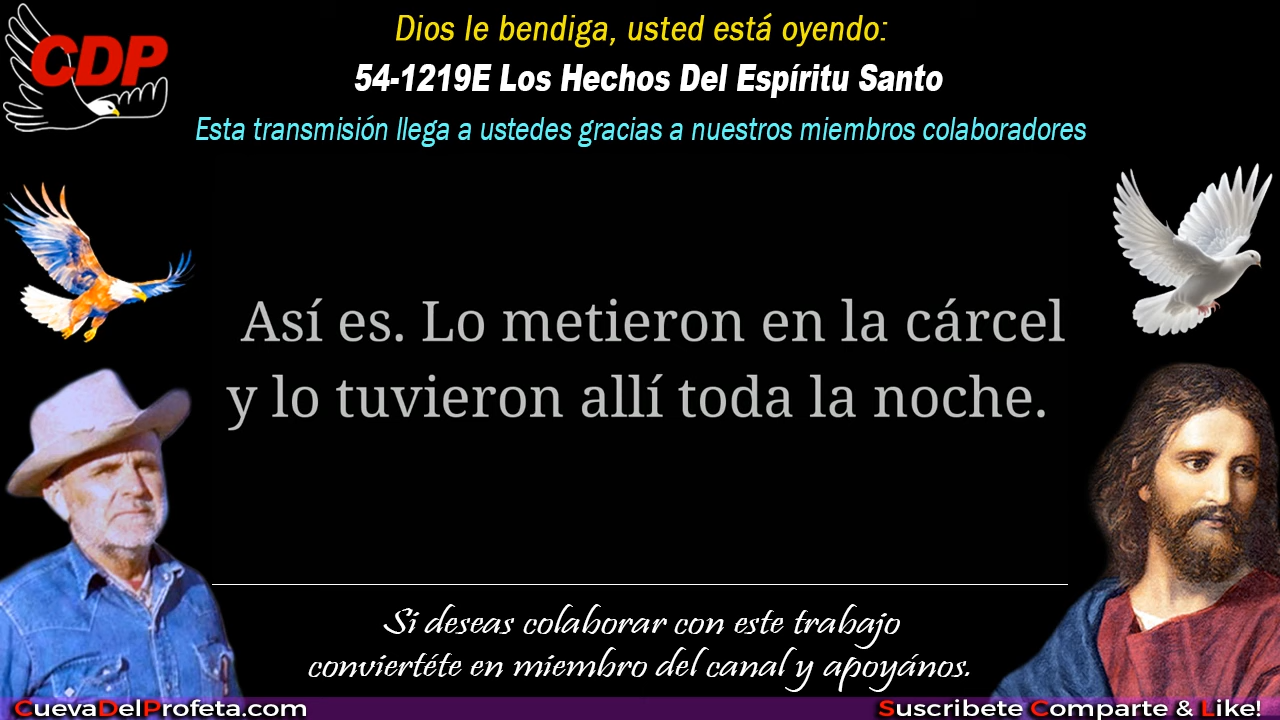 CDP
Dios le bendiga, usted está oyendo:
54-1219E Los Hechos Del Espíritu Santo
Esta transmisión llega a ustedes gracias a nuestros miembros colaboradores
Así es. Lo metieron en la cárcel
y lo tuvieron allí toda la noche.
Si deseas colaborar con este trabajo
conviertéte en miembro del canal y apoyános.
CuevaDelProfeta.com
Suscribete Comparte & Like!